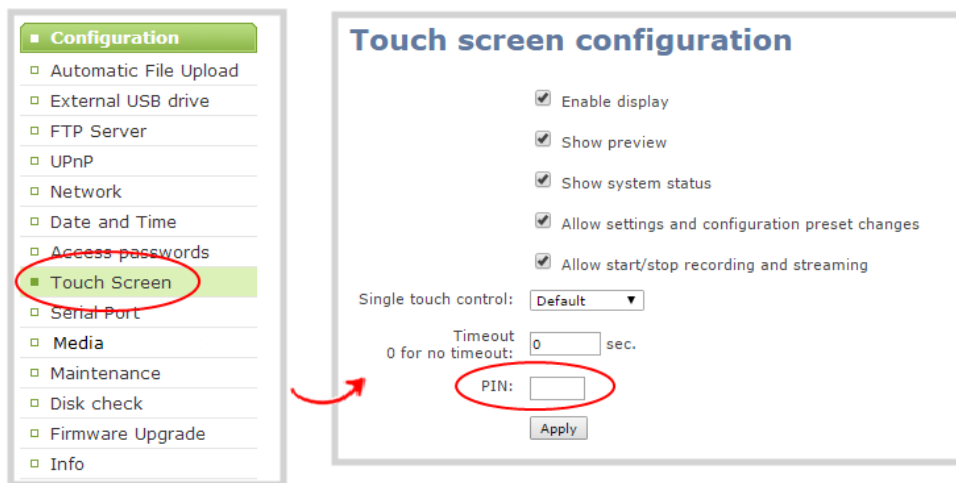 Configuration
Automatic File Upload
External USB drive
FTP Server
UPnP
Network
Date and Time
Access passwords
Touch Screen
Serial Port
Media
Maintenance
Disk check
Firmware Upgrade
Info
Touch screen configuration
Enable display
Show preview
Show system status
Allow settings and configuration preset changes
Allow start/stop recording and streaming
Single touch control: Default
Timeout
0 for no timeout: 0 sec.
PIN:
Apply